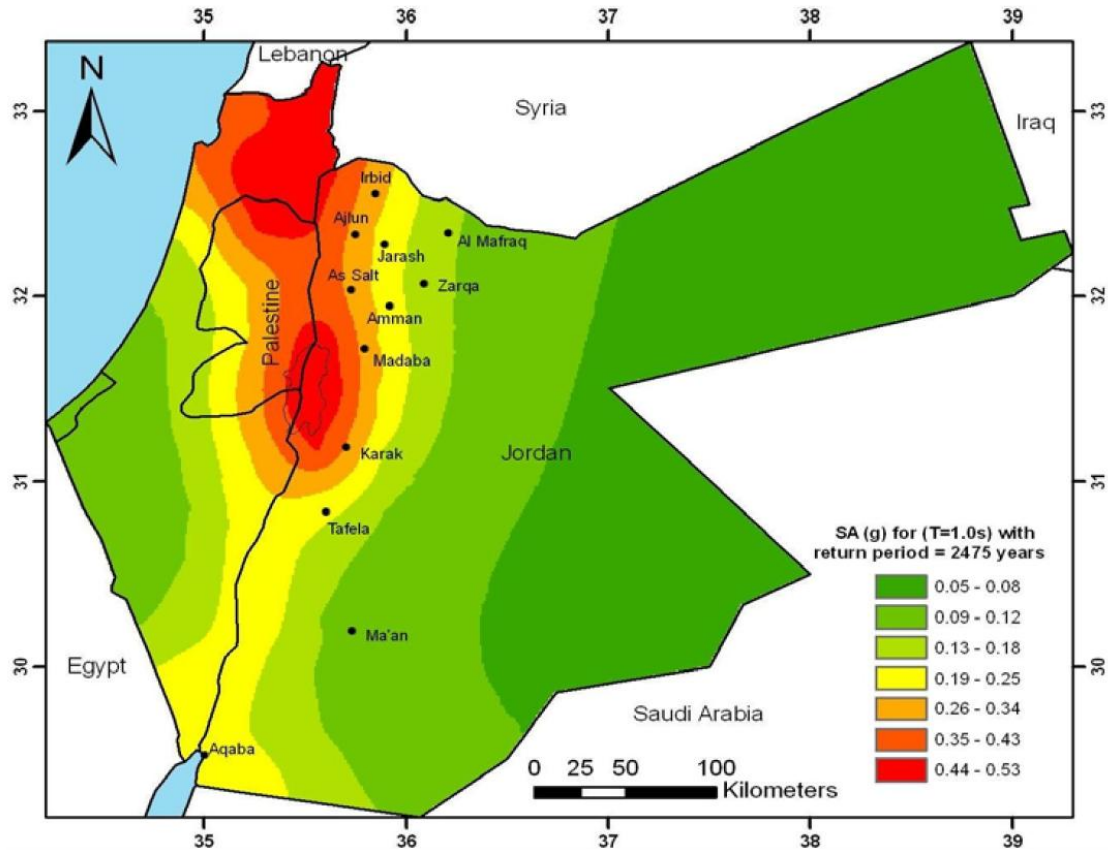 35 36 37 38 39
Lebanon
N
33
Syria
33
Iraq
Irbid
Ajlun
Al Mafraq
Jarash
As Salt
Zarqa
32
32
Palestine
Amman
Madaba
Karak
Jordan
31
31
Tafela
SA (g) for (T=1.0s) with
return period = 2475 years
0.05 - 0.08
0.09 - 0.12
Ma'an
0.13 - 0.18
Egypt
30
30
0.19 - 0.25
Saudi Arabia
0.26 - 0.34
Aqaba
0.35 - 0.43
0 25 50 100
Kilometers
0.44 - 0.53
35 36 37 38 39